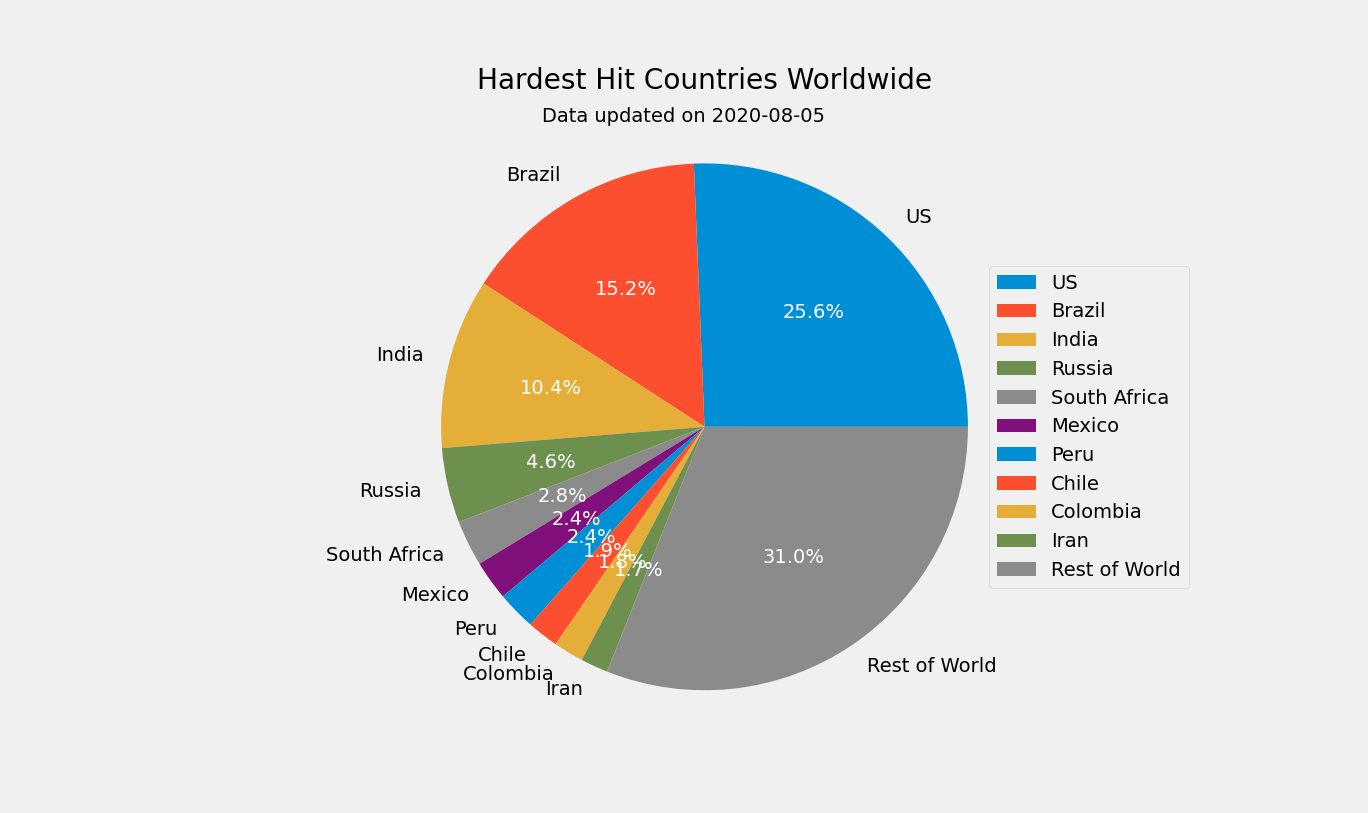 Hardest Hit Countries Worldwide
Data updated on 2020-08-05
Brazil
US
15.2%
25.6%
India
10.4%
4.6%
Russia
2.8%
South Africa
2.4%
Mexico
2.4%
Peru
1.9%
Chile
1.8%
Colombia
1.7%
Iran
31.0%
Rest of World
US
Brazil
India
Russia
South Africa
Mexico
Peru
Chile
Colombia
Iran
Rest of World